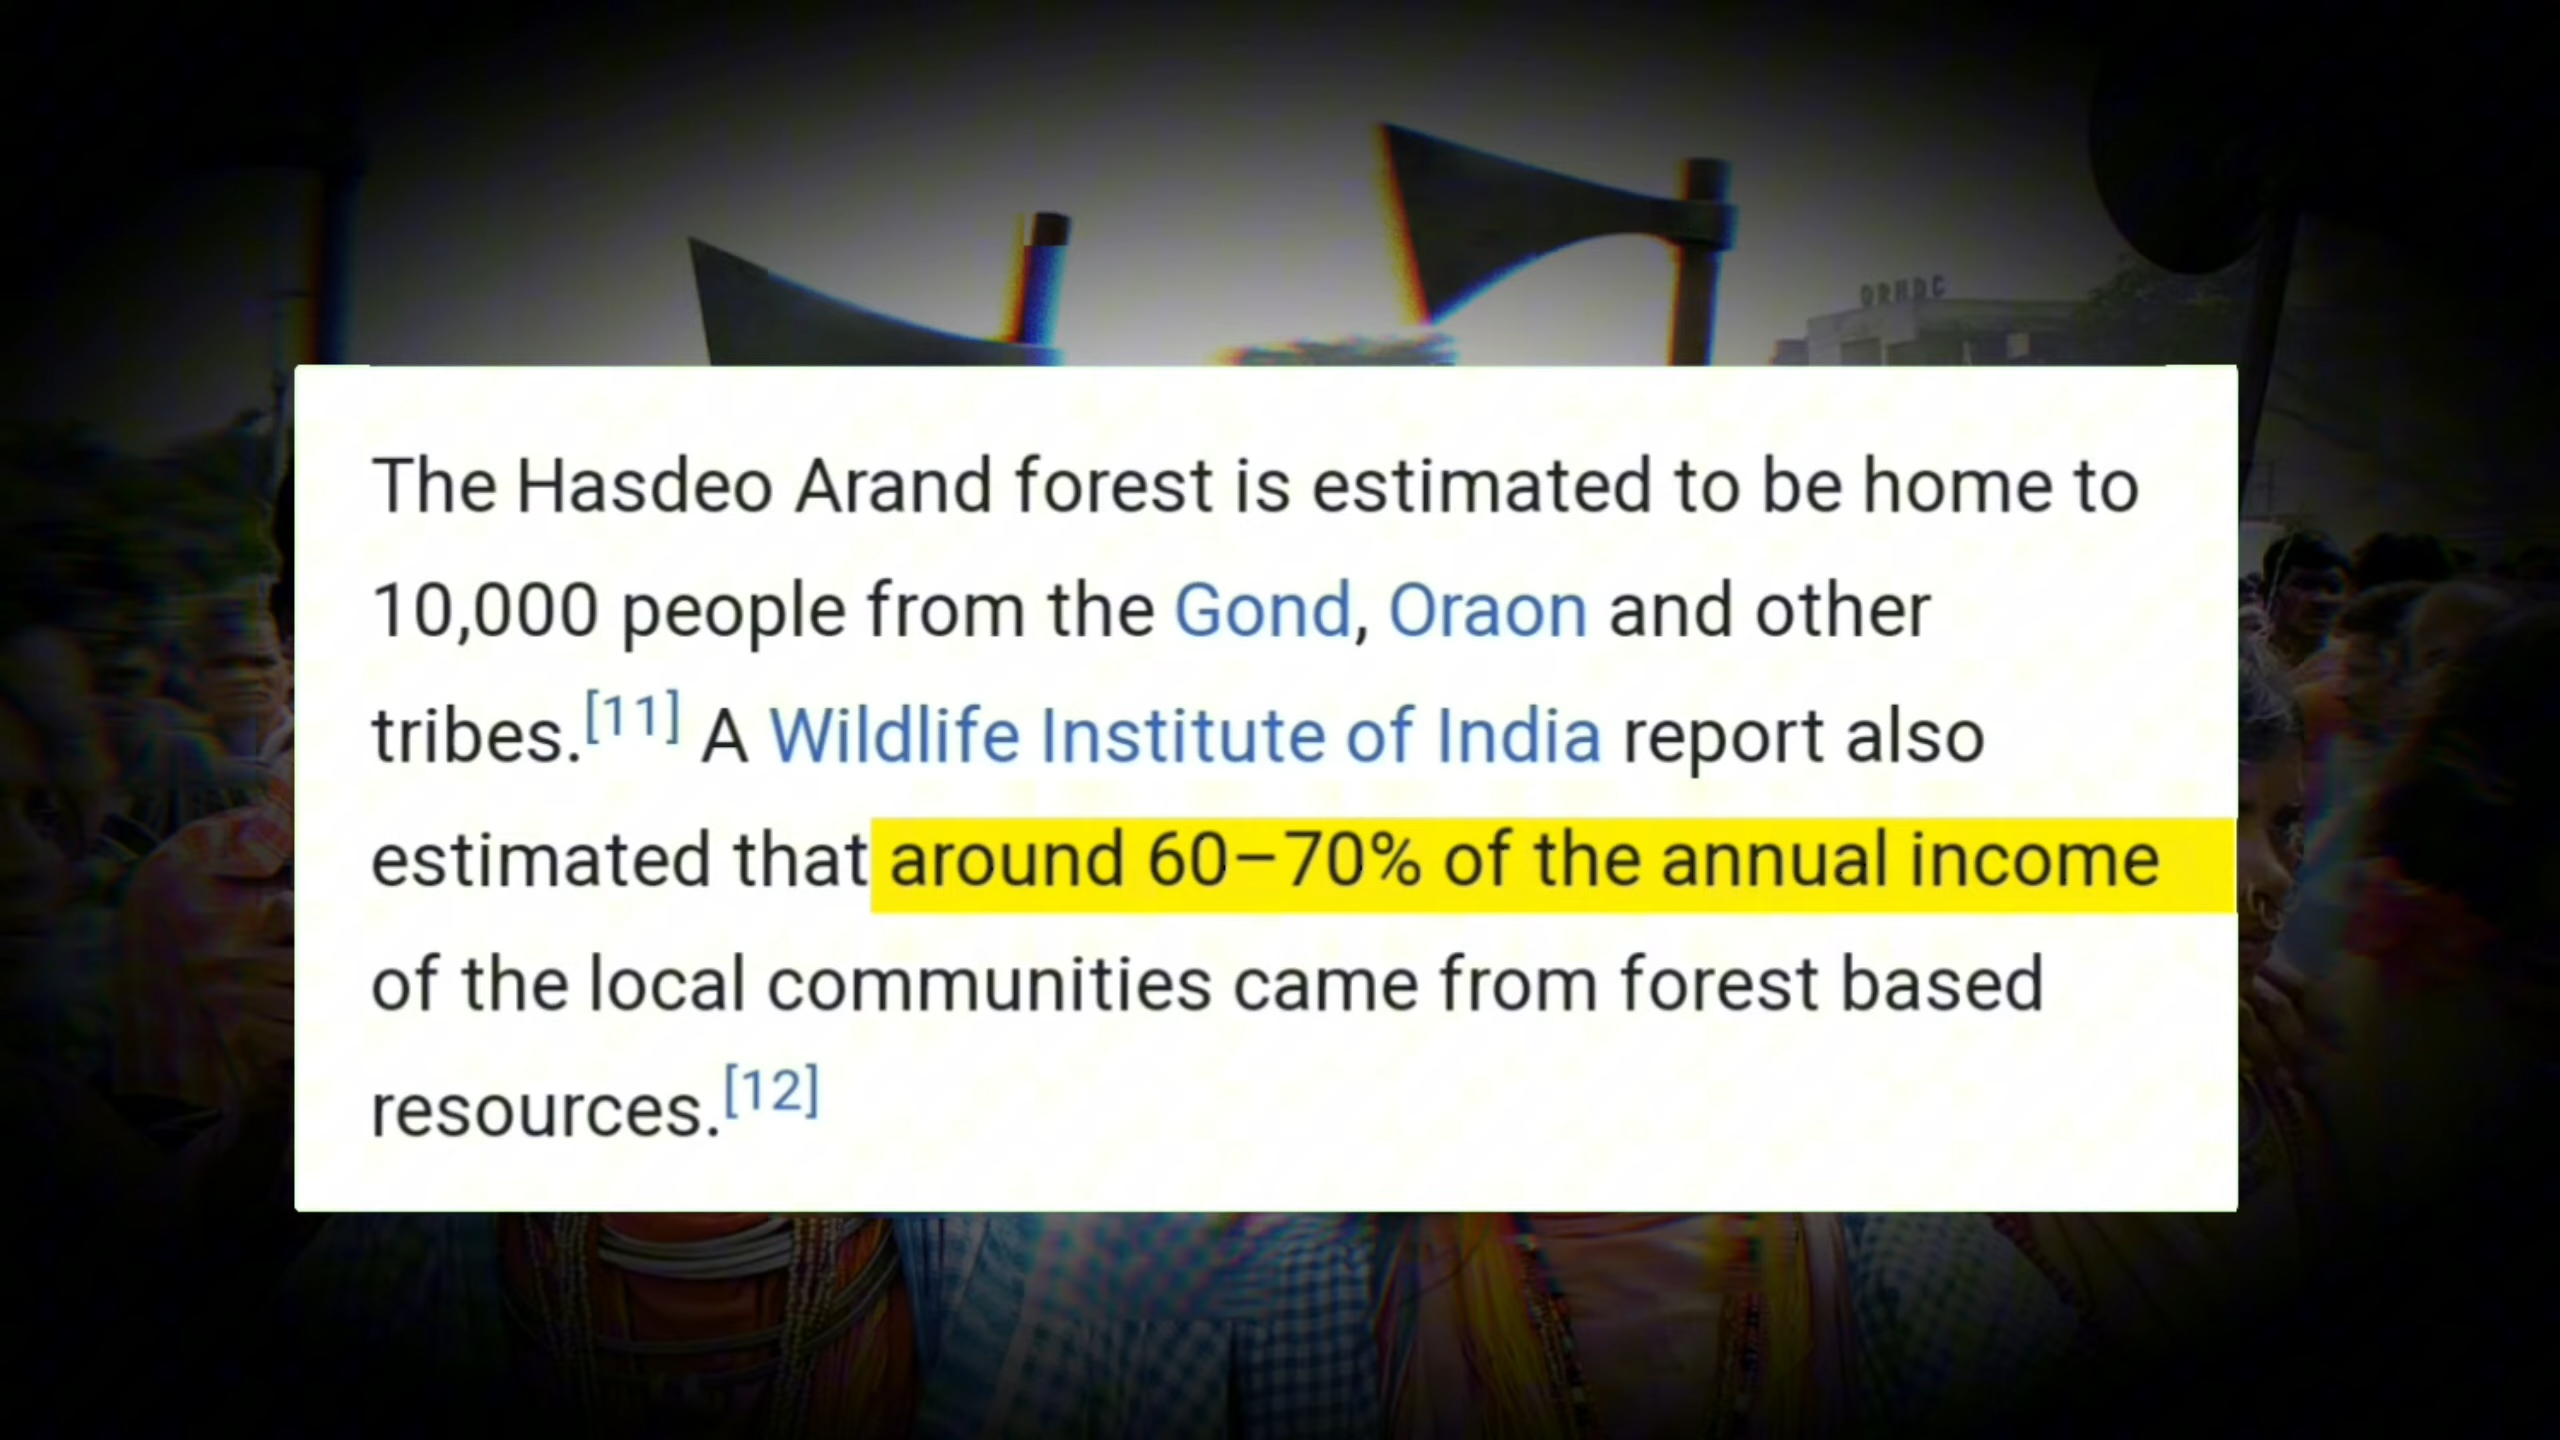 ORHDC
The Hasdeo Arand forest is estimated to be home to
10,000 people from the Gond, Oraon and other
tribes.[11] A Wildlife Institute of India report also
estimated that around 60–70% of the annual income
of the local communities came from forest based
resources.[12]